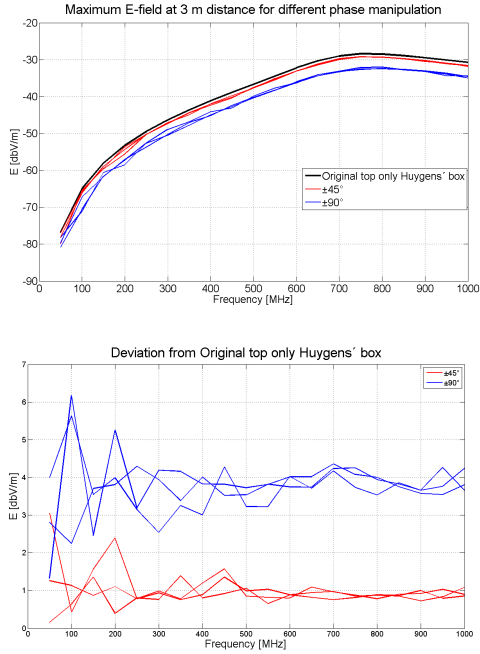 Maximum E-field at 3 m distance for different phase manipulation
-20
-30
-40
-50
-60
-70
-80
-90
E [dbV/m]
Original top only Huygens´ box
±45°
±90°
0 100 200 300 400 500 600 700 800 900 1000
Frequency [MHz]
Deviation from Original top only Huygens´ box
7
6
5
4
3
2
1
0
E [dbV/m]
±45°
±90°
0 100 200 300 400 500 600 700 800 900 1000
Frequency [MHz]